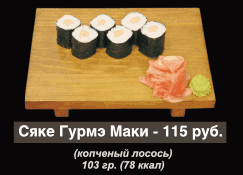 Сяке Гурмэ Маки - 115 руб.
(копченый лосось)
103 гр. (78 ккал)